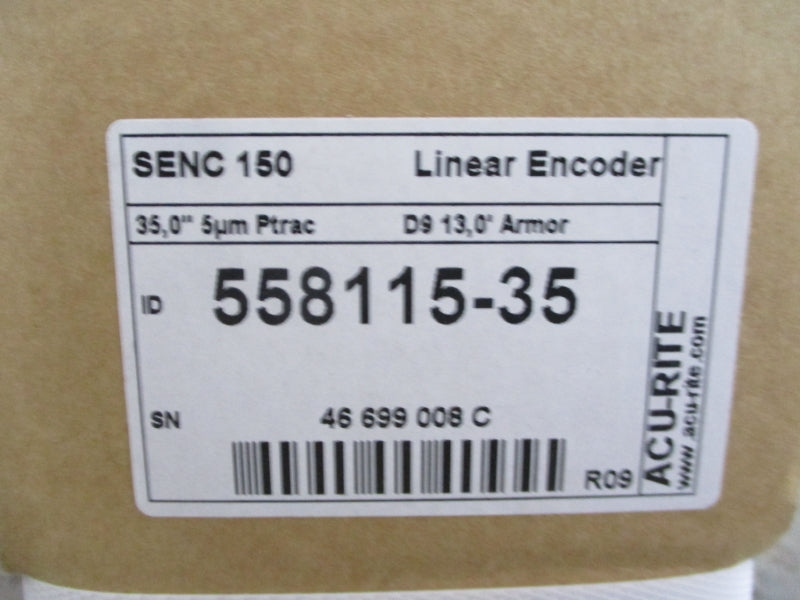 SENC 150 Linear Encoder
35,0" 5µm Ptrac D9 13,0' Armor
ID 558115-35
SN 46 699 008 C
R09
ACU-RITE
www.acu-rite.com